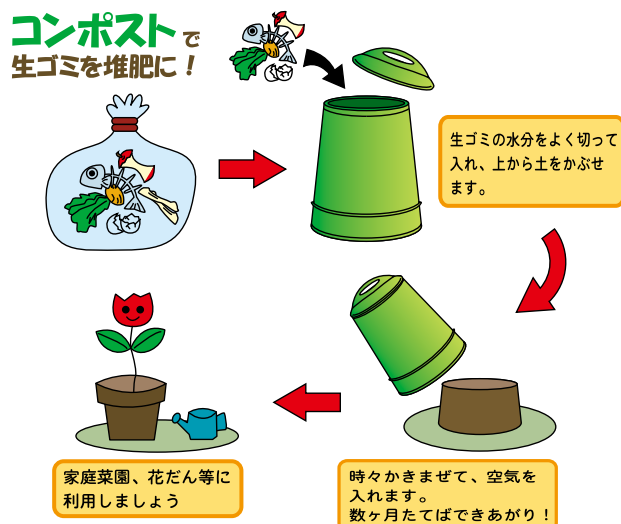 コンポストで
生ゴミを堆肥に！
生ゴミの水分をよく切って
入れ、上から土をかぶせ
ます。
時々かきまぜて、空気を
入れます。
数ヶ月たてばできあがり！
家庭菜園、花だん等に
利用しましょう